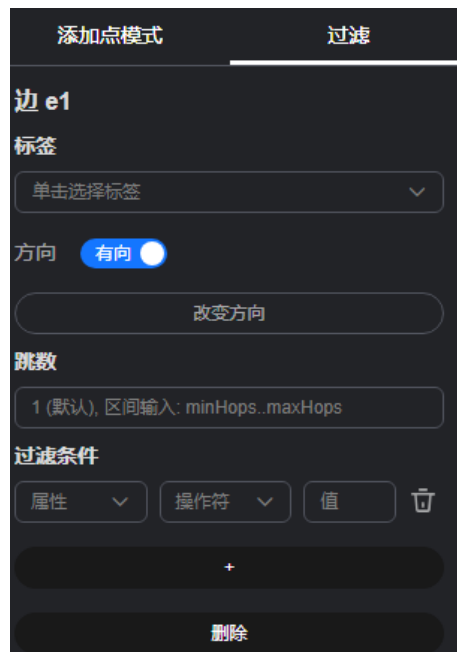 添加点模式 过滤
边 e1
标签
单击选择标签
方向 有向
改变方向
跳数
1 (默认), 区间输入: minHops..maxHops
过滤条件
属性 操作符 值
+
删除